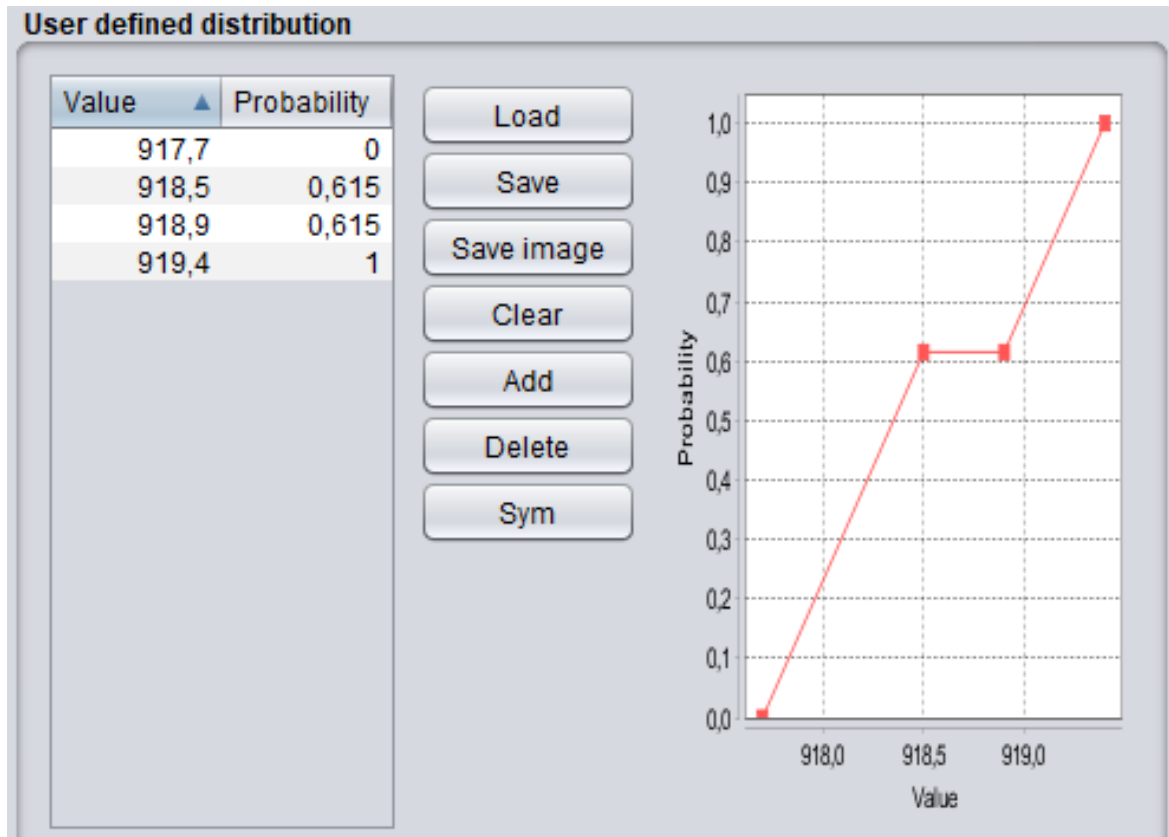 User defined distribution
Value Probability
917,7 0
918,5 0,615
918,9 0,615
919,4 1
Load
Save
Save image
Clear
Add
Delete
Sym
Probability
1,0
0,9
0,8
0,7
0,6
0,5
0,4
0,3
0,2
0,1
0,0
918,0 918,5 919,0
Value